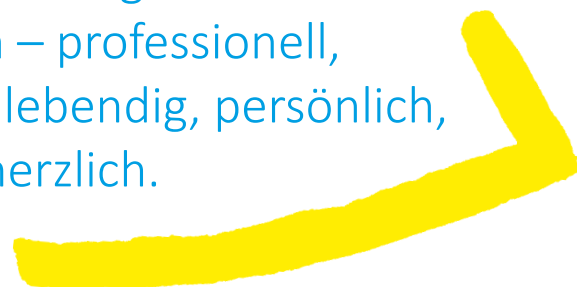 – professionell,
lebendig, persönlich,
herzlich.